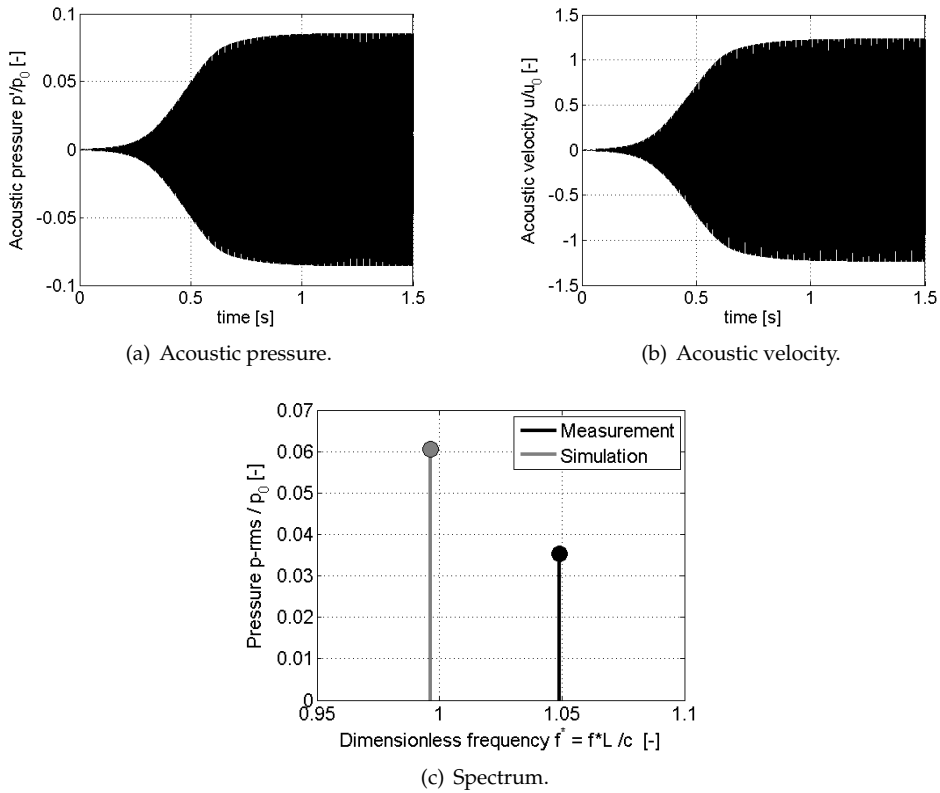 0.1
0.05
0
-0.05
-0.1
Acoustic pressure p'/p₀ [-]
0 0.5 1 1.5
time [s]
(a) Acoustic pressure.
1.5
1
0.5
0
-0.5
-1
-1.5
Acoustic velocity u/u₀ [-]
0 0.5 1 1.5
time [s]
(b) Acoustic velocity.
0.07
0.06
0.05
0.04
0.03
0.02
0.01
0
Pressure p-rms / p₀ [-]
Measurement
Simulation
0.95 1 1.05 1.1
Dimensionless frequency f* = f*L /c [-]
(c) Spectrum.